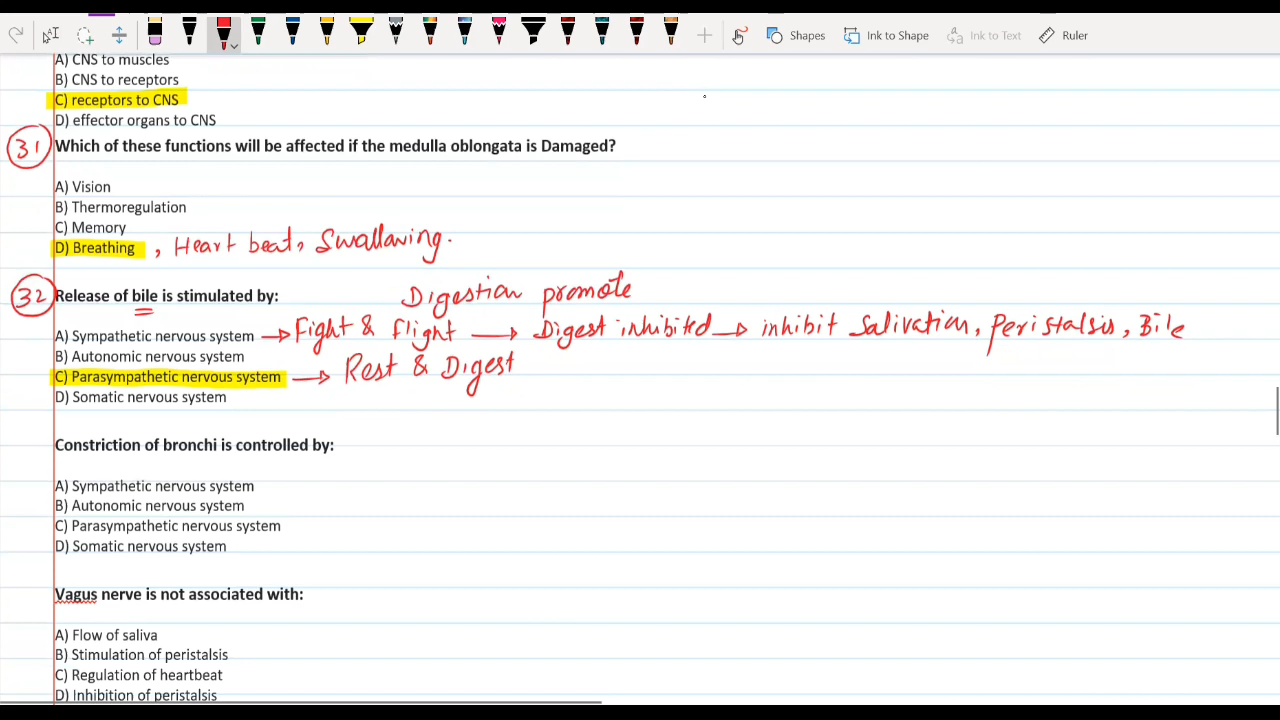 Shapes Ink to Shape Ink to Text Ruler
A) CNS to muscles
B) CNS to receptors
C) receptors to CNS
D) effector organs to CNS
31 Which of these functions will be affected if the medulla oblongata is Damaged?
A) Vision
B) Thermoregulation
C) Memory
D) Breathing , Heart beat, Swallawing.
32 Release of bile is stimulated by: Digestion promote
A) Sympathetic nervous system → Fight & flight → Digest inhibited → inhibit Salivation, Peristalsis, Bile
B) Autonomic nervous system
C) Parasympathetic nervous system → Rest & Digest
D) Somatic nervous system
Constriction of bronchi is controlled by:
A) Sympathetic nervous system
B) Autonomic nervous system
C) Parasympathetic nervous system
D) Somatic nervous system
Vagus nerve is not associated with:
A) Flow of saliva
B) Stimulation of peristalsis
C) Regulation of heartbeat
D) Inhibition of peristalsis